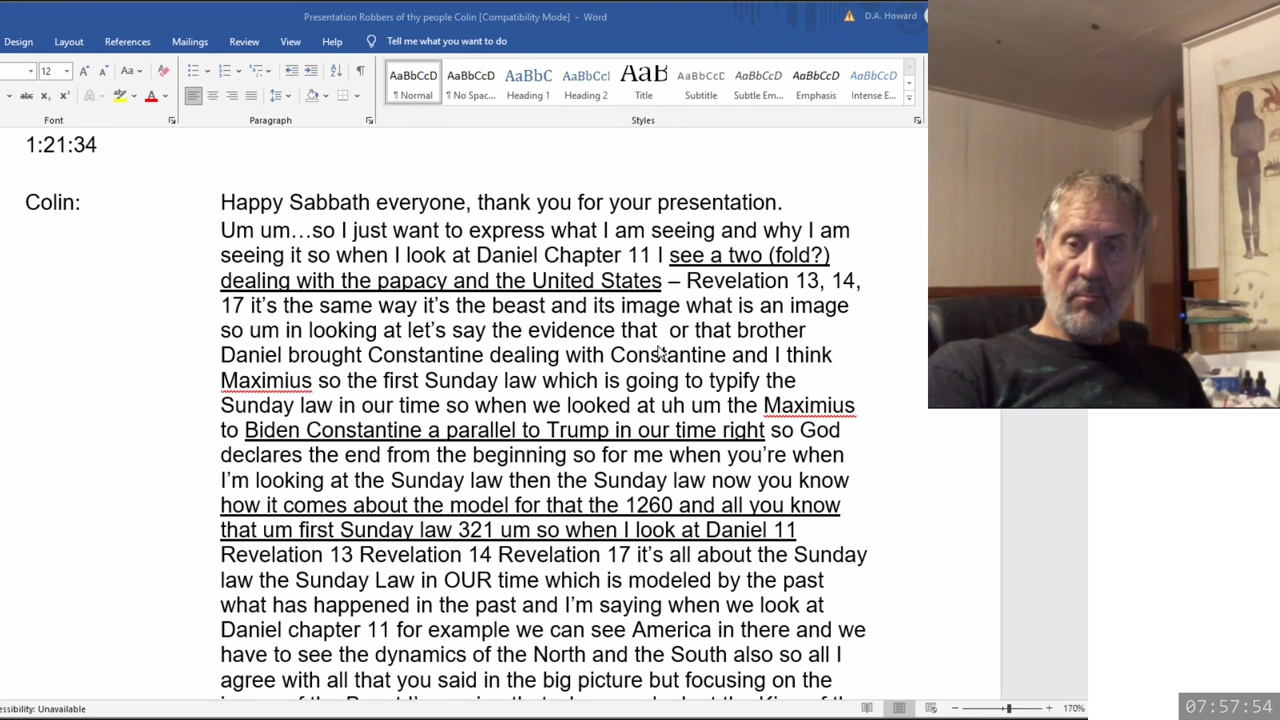 Presentation Robbers of thy people Colin [Compatibility Mode] - Word
D.A. Howard
Design Layout References Mailings Review View Help Tell me what you want to do
12 Aa
AaBbCcD AaBbCcD AaBbC AaBbCcI AaB AaBbCcD AaBbCcD AaBbCcD AaBbCcD
¶ Normal ¶ No Spac... Heading 1 Heading 2 Title Subtitle Subtle Em... Emphasis Intense E...
Font Paragraph Styles
1:21:34
Colin: Happy Sabbath everyone, thank you for your presentation.
Um um…so I just want to express what I am seeing and why I am
seeing it so when I look at Daniel Chapter 11 I see a two (fold?)
dealing with the papacy and the United States – Revelation 13, 14,
17 it’s the same way it’s the beast and its image what is an image
so um in looking at let’s say the evidence that or that brother
Daniel brought Constantine dealing with Constantine and I think
Maximius so the first Sunday law which is going to typify the
Sunday law in our time so when we looked at uh um the Maximius
to Biden Constantine a parallel to Trump in our time right so God
declares the end from the beginning so for me when you’re when
I’m looking at the Sunday law then the Sunday law now you know
how it comes about the model for that the 1260 and all you know
that um first Sunday law 321 um so when I look at Daniel 11
Revelation 13 Revelation 14 Revelation 17 it’s all about the Sunday
law the Sunday Law in OUR time which is modeled by the past
what has happened in the past and I’m saying when we look at
Daniel chapter 11 for example we can see America in there and we
have to see the dynamics of the North and the South also so all I
agree with all that you said in the big picture but focusing on the
essibility: Unavailable
170%
07:57:54